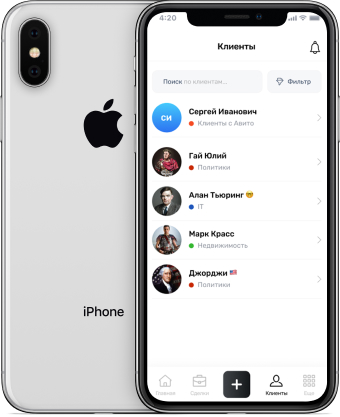 4:20
Клиенты
Поиск по клиентам...
Фильтр
СИ
Сергей Иванович
Клиенты с Авито
Гай Юлий
Политики
Алан Тьюринг 🤓
IT
Марк Красс
Недвижимость
Джорджи 🇺🇸
Политики
iPhone
Главная
Сделки
+
Клиенты
Еще